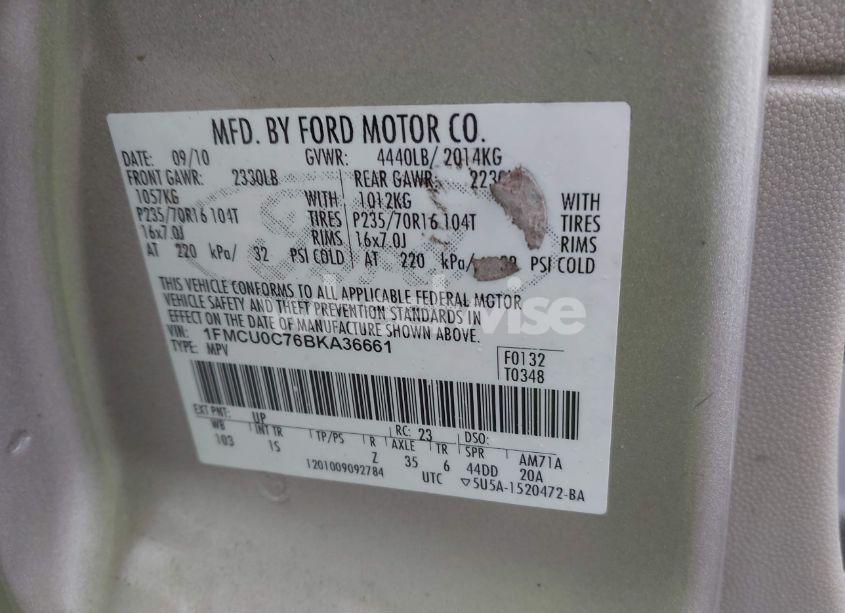 MFD. BY FORD MOTOR CO.
DATE: 09/10 GVWR: 4440LB/ 2014KG
FRONT GAWR: 2330LB REAR GAWR: 223
1057KG WITH 1012KG WITH
P235/70R16 104T TIRES P235/70R16 104T TIRES
16x7.0J RIMS 16x7.0J RIMS
AT 220 kPa/ 32 PSI COLD AT 220 kPa/ PSI COLD
THIS VEHICLE CONFORMS TO ALL APPLICABLE FEDERAL MOTOR
VEHICLE SAFETY AND THEFT PREVENTION STANDARDS IN
EFFECT ON THE DATE OF MANUFACTURE SHOWN ABOVE.
VIN: 1FMCU0C76BKA36661
TYPE: MPV
F0132
T0348
EXT PNT: UP RC: 23 DSO:
WB INT TR TP/PS R AXLE TR SPR AM71A
103 1S Z 35 6 44DD 20A
1201009092784 UTC ▽5U5A-1520472-BA